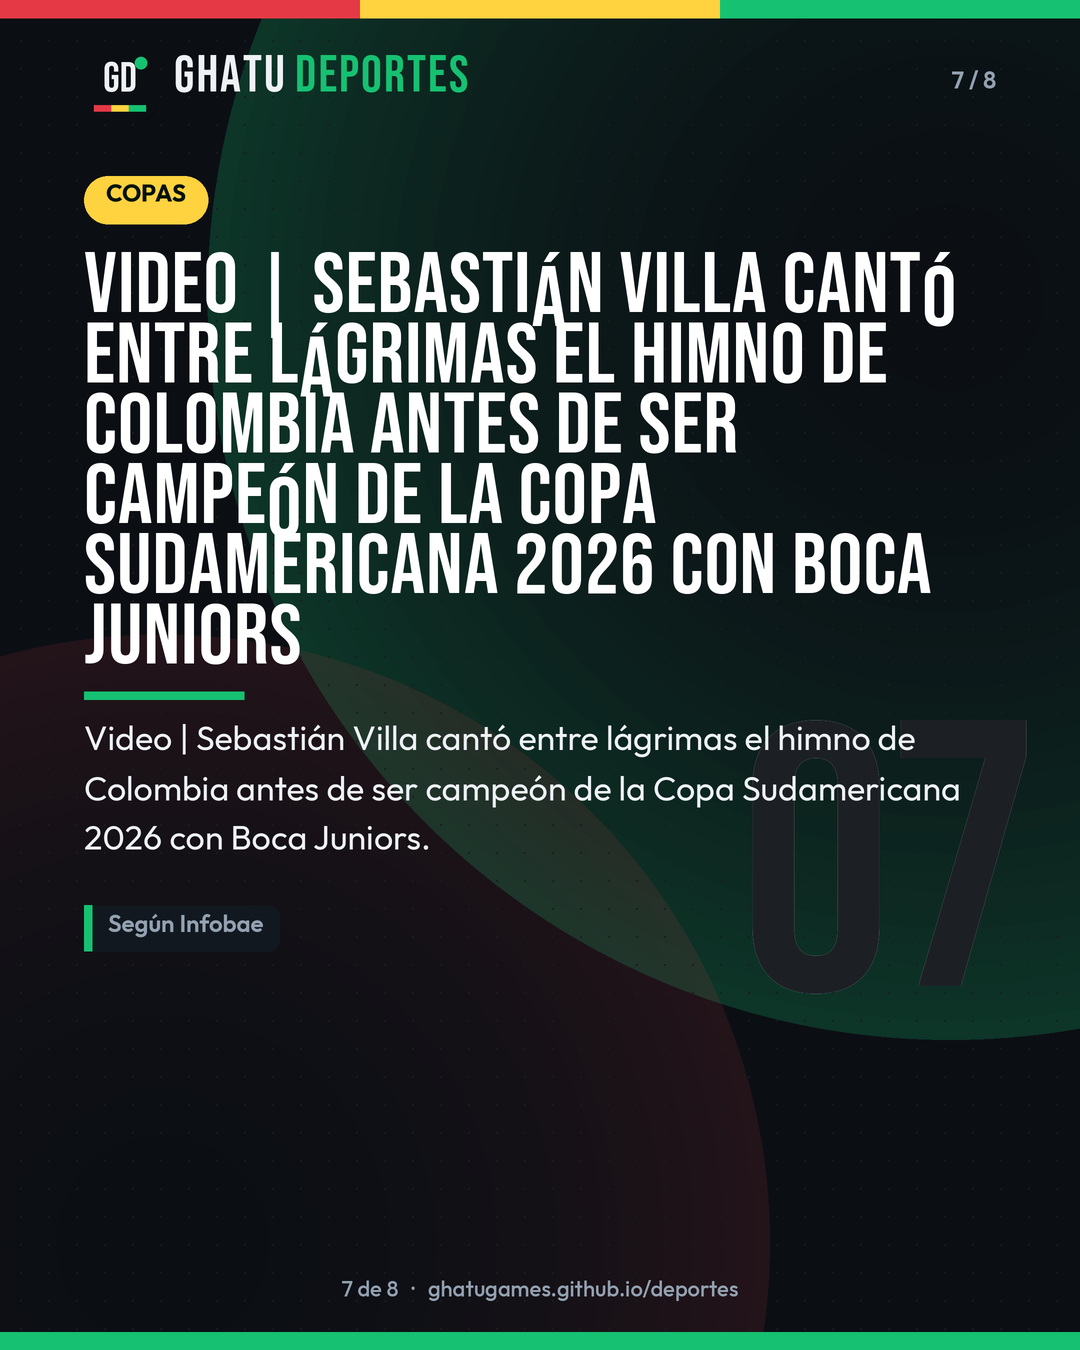 GD GHATU DEPORTES
7 / 8
COPAS
VIDEO | SEBASTIÁN VILLA CANTÓ
ENTRE LÁGRIMAS EL HIMNO DE
COLOMBIA ANTES DE SER
CAMPEÓN DE LA COPA
SUDAMERICANA 2026 CON BOCA
JUNIORS
Video | Sebastián Villa cantó entre lágrimas el himno de
Colombia antes de ser campeón de la Copa Sudamericana
2026 con Boca Juniors.
07
Según Infobae
7 de 8 · ghatugames.github.io/deportes